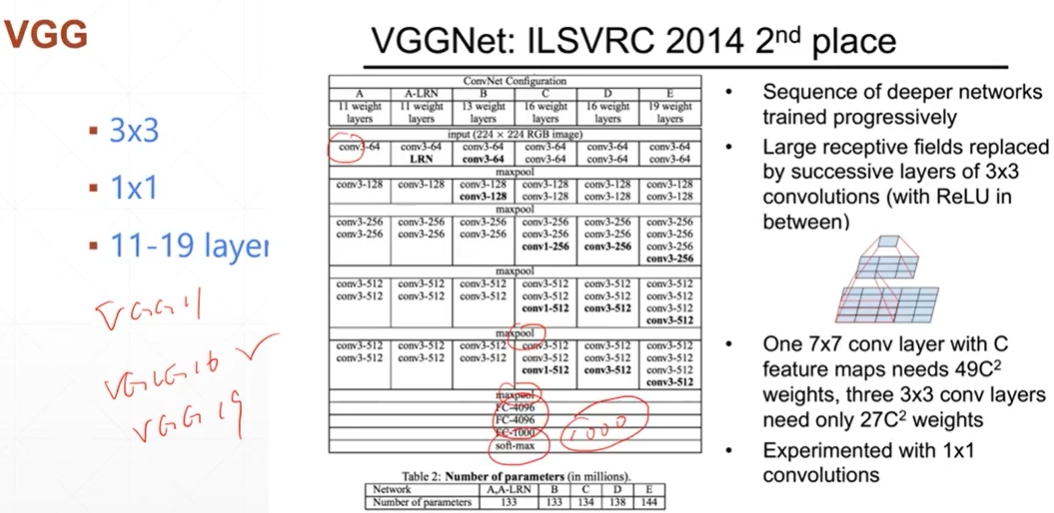 VGG
VGGNet: ILSVRC 2014 2nd place
▪ 3x3
▪ 1x1
▪ 11-19 layer
VGG 11
VGG 16 ✓
VGG 19
ConvNet Configuration
A A-LRN B C D E
11 weight layers 11 weight layers 13 weight layers 16 weight layers 16 weight layers 19 weight layers
input (224 × 224 RGB image)
conv3-64 conv3-64 conv3-64 conv3-64 conv3-64 conv3-64
LRN conv3-64 conv3-64 conv3-64 conv3-64
maxpool
conv3-128 conv3-128 conv3-128 conv3-128 conv3-128 conv3-128
conv3-128 conv3-128 conv3-128 conv3-128
maxpool
conv3-256 conv3-256 conv3-256 conv3-256 conv3-256 conv3-256
conv3-256 conv3-256 conv3-256 conv3-256 conv3-256 conv3-256
conv1-256 conv3-256 conv3-256
conv3-256
maxpool
conv3-512 conv3-512 conv3-512 conv3-512 conv3-512 conv3-512
conv3-512 conv3-512 conv3-512 conv3-512 conv3-512 conv3-512
conv1-512 conv3-512 conv3-512
conv3-512
maxpool
conv3-512 conv3-512 conv3-512 conv3-512 conv3-512 conv3-512
conv3-512 conv3-512 conv3-512 conv3-512 conv3-512 conv3-512
conv1-512 conv3-512 conv3-512
conv3-512
maxpool
FC-4096
FC-4096
FC-1000
soft-max
1000
Table 2: Number of parameters (in millions).
Network A,A-LRN B C D E
Number of parameters 133 133 134 138 144
• Sequence of deeper networks
trained progressively
• Large receptive fields replaced
by successive layers of 3x3
convolutions (with ReLU in
between)
• One 7x7 conv layer with C
feature maps needs 49C²
weights, three 3x3 conv layers
need only 27C² weights
• Experimented with 1x1
convolutions